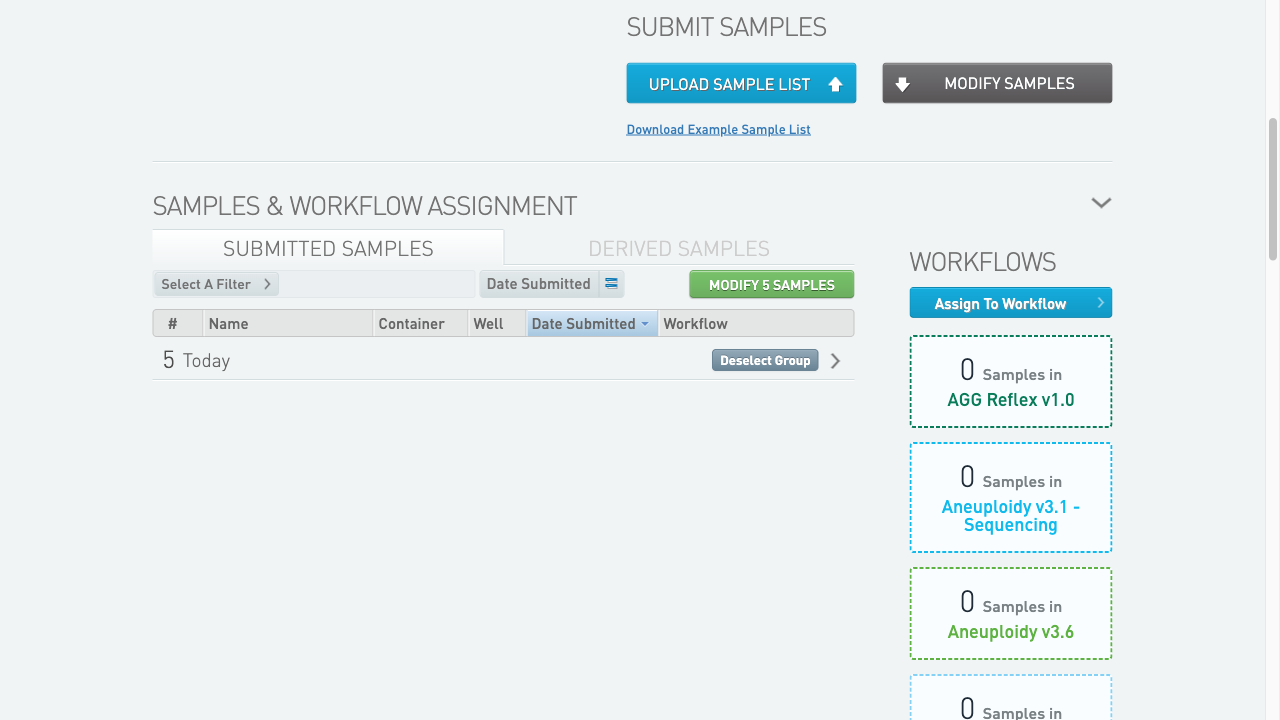 SUBMIT SAMPLES
UPLOAD SAMPLE LIST
MODIFY SAMPLES
Download Example Sample List
SAMPLES & WORKFLOW ASSIGNMENT
SUBMITTED SAMPLES
DERIVED SAMPLES
Select A Filter
Date Submitted
MODIFY 5 SAMPLES
# Name Container Well Date Submitted Workflow
5 Today
Deselect Group
WORKFLOWS
Assign To Workflow
0 Samples in
AGG Reflex v1.0
0 Samples in
Aneuploidy v3.1 -
Sequencing
0 Samples in
Aneuploidy v3.6
0 Samples in